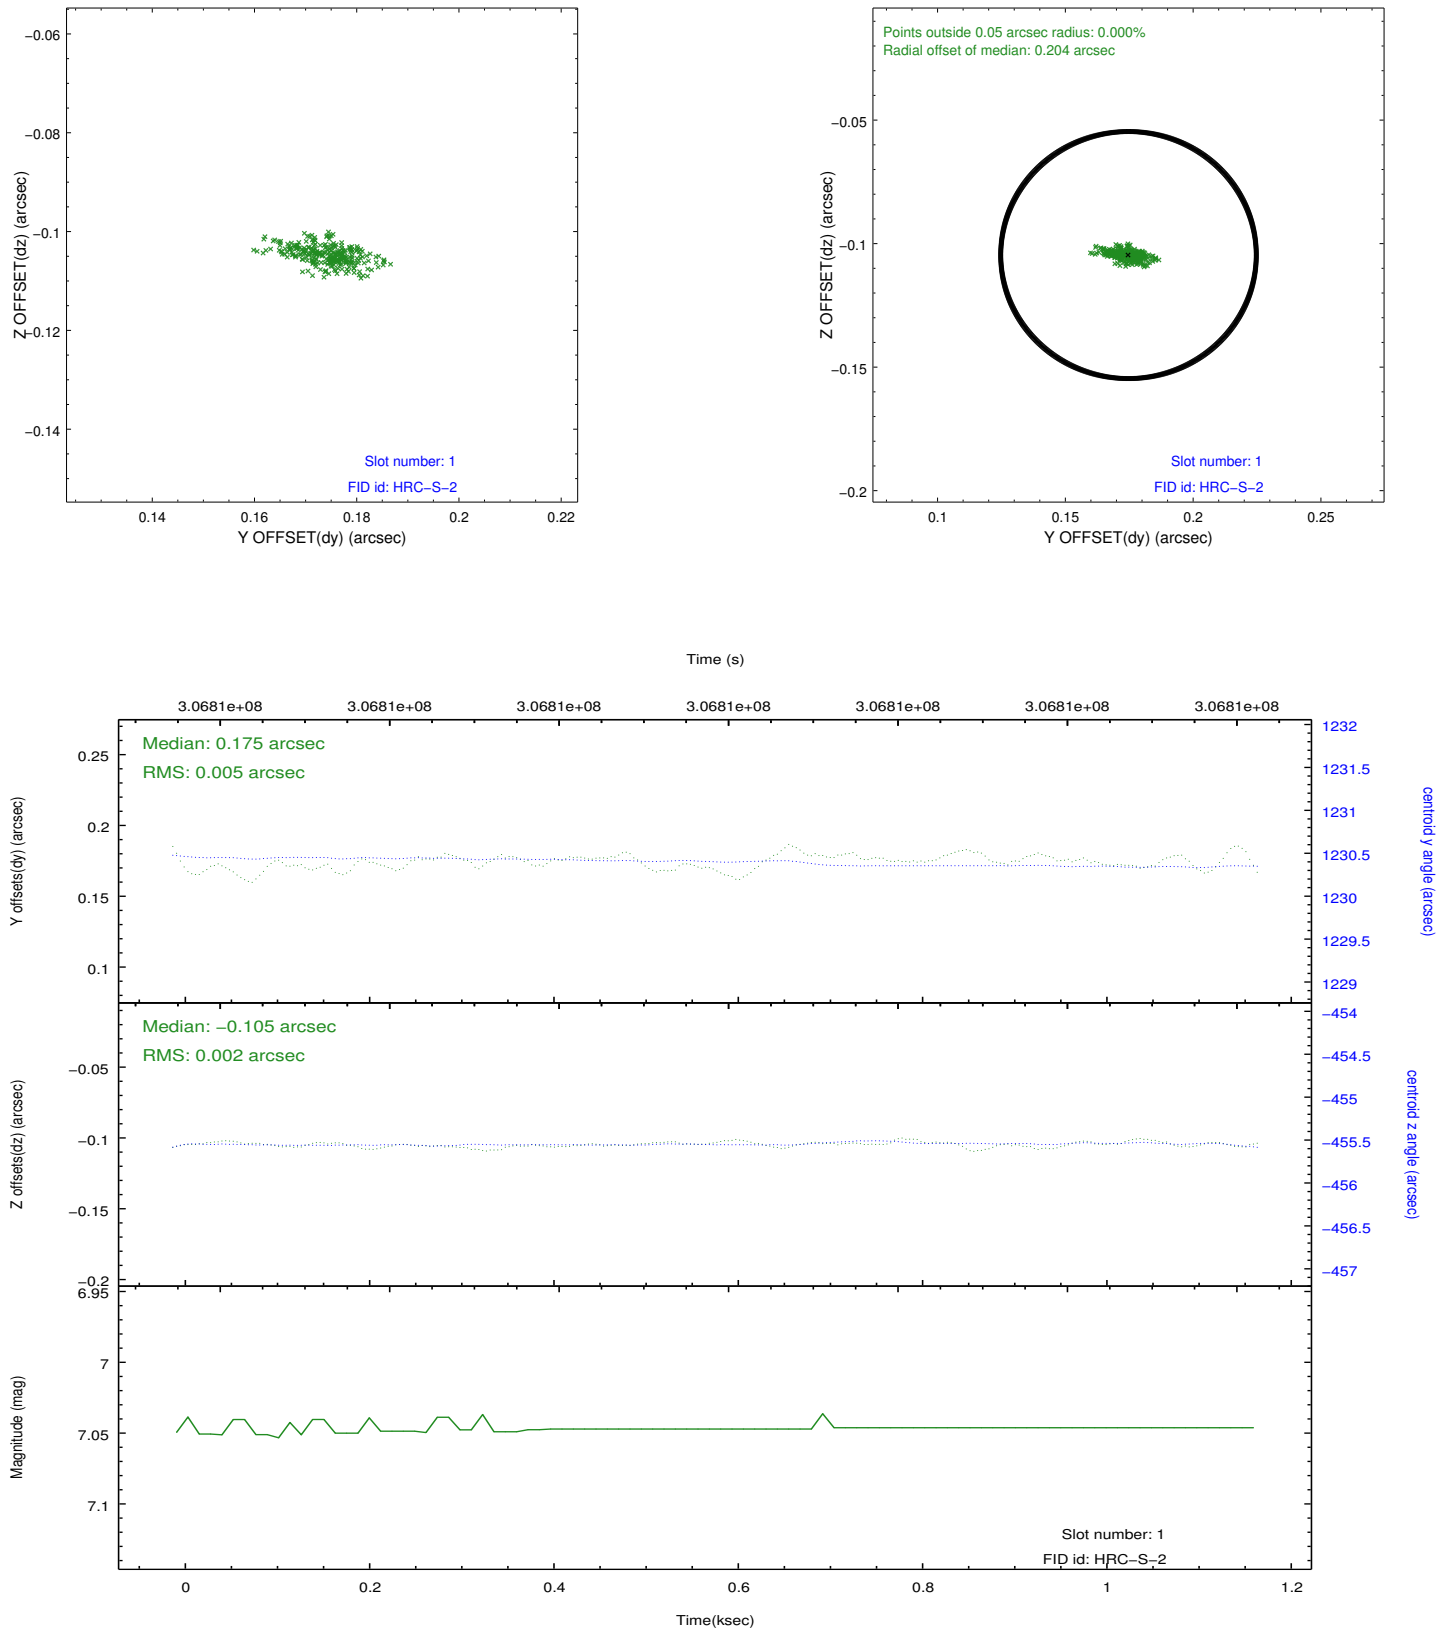 −0.06
−0.08
−0.1
−0.12
−0.14
Z OFFSET(dz) (arcsec)
Slot number: 1
FID id: HRC−S−2
0.14 0.16 0.18 0.2 0.22
Y OFFSET(dy) (arcsec)
Points outside 0.05 arcsec radius: 0.000%
Radial offset of median: 0.204 arcsec
−0.05
−0.1
−0.15
−0.2
Z OFFSET(dz) (arcsec)
Slot number: 1
FID id: HRC−S−2
0.1 0.15 0.2 0.25
Y OFFSET(dy) (arcsec)
Time (s)
3.0681e+08 3.0681e+08 3.0681e+08 3.0681e+08 3.0681e+08 3.0681e+08 3.0681e+08
Median: 0.175 arcsec
RMS: 0.005 arcsec
0.25
0.2
0.15
0.1
Y offsets(dy) (arcsec)
1232
1231.5
1231
1230.5
1230
1229.5
1229
centroid y angle (arcsec)
Median: −0.105 arcsec
RMS: 0.002 arcsec
−0.05
−0.1
−0.15
−0.2
Z offsets(dz) (arcsec)
−454
−454.5
−455
−455.5
−456
−456.5
−457
centroid z angle (arcsec)
6.95
7
7.05
7.1
Magnitude (mag)
Slot number: 1
FID id: HRC−S−2
0 0.2 0.4 0.6 0.8 1 1.2
Time(ksec)